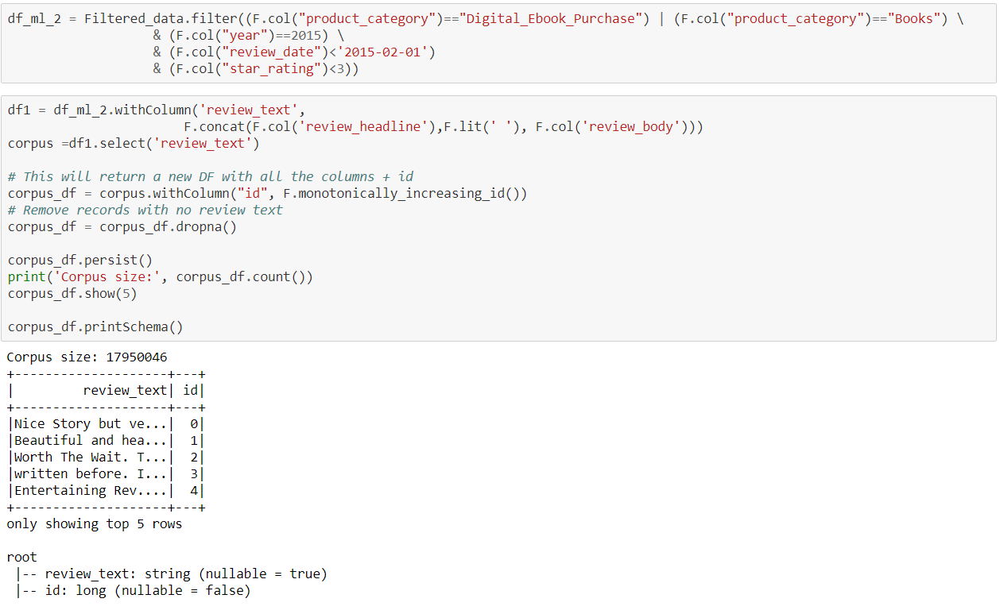 df_ml_2 = Filtered_data.filter((F.col("product_category")=="Digital_Ebook_Purchase") | (F.col("product_category")=="Books") \
                   & (F.col("year")==2015) \
                   & (F.col("review_date")<'2015-02-01')
                   & (F.col("star_rating")<3))
df1 = df_ml_2.withColumn('review_text',
                       F.concat(F.col('review_headline'),F.lit(' '), F.col('review_body')))
corpus =df1.select('review_text')
# This will return a new DF with all the columns + id
corpus_df = corpus.withColumn("id", F.monotonically_increasing_id())
# Remove records with no review text
corpus_df = corpus_df.dropna()
corpus_df.persist()
print('Corpus size:', corpus_df.count())
corpus_df.show(5)
corpus_df.printSchema()
Corpus size: 17950046
+--------------------+---+
|         review_text| id|
+--------------------+---+
|Nice Story but ve...|  0|
|Beautiful and hea...|  1|
|Worth The Wait. T...|  2|
|written before. I...|  3|
|Entertaining Rev....|  4|
+--------------------+---+
only showing top 5 rows
root
 |-- review_text: string (nullable = true)
 |-- id: long (nullable = false)